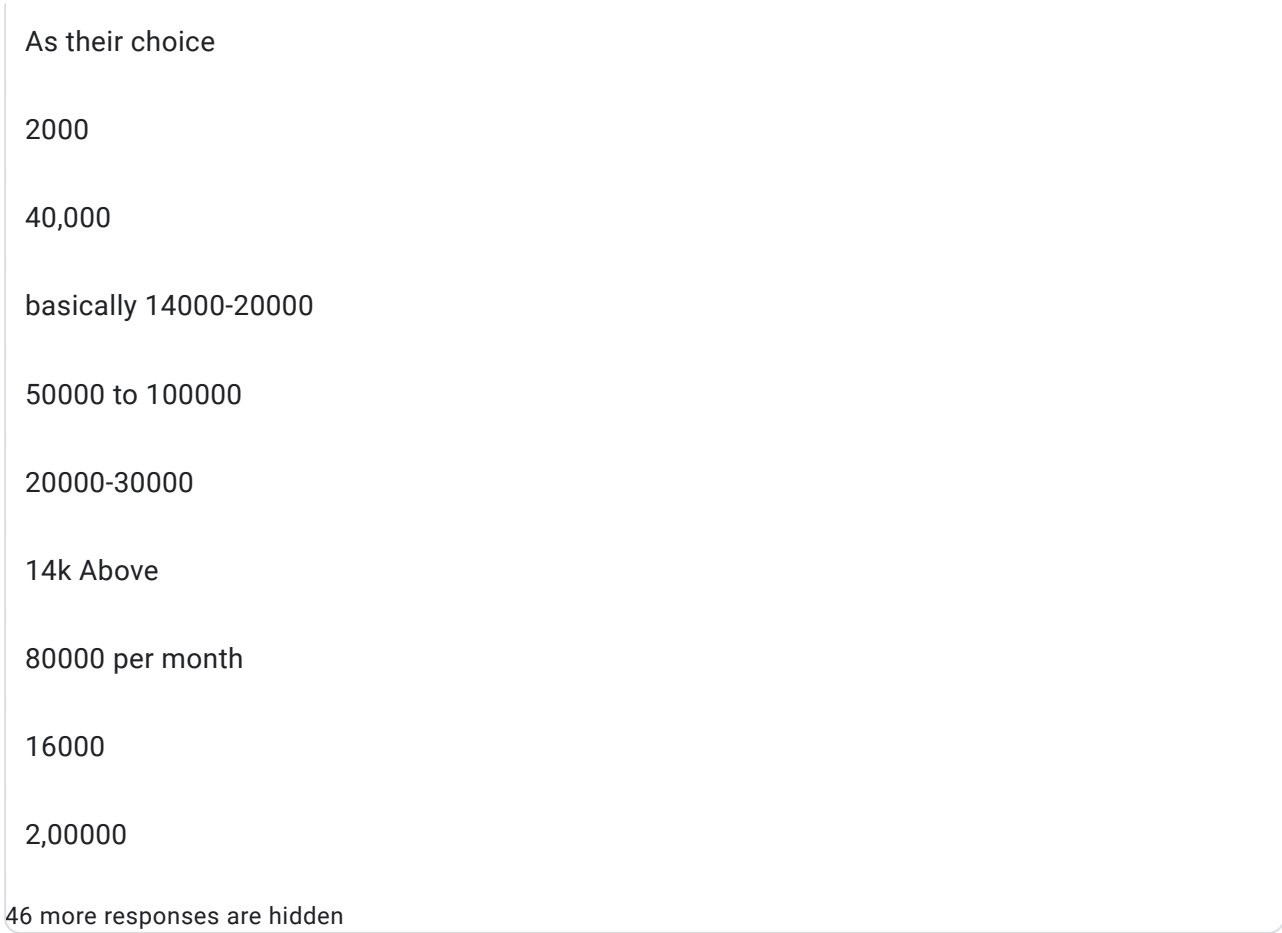 As their choice
2000
40,000
basically 14000-20000
50000 to 100000
20000-30000
14k Above
80000 per month
16000
2,00000
46 more responses are hidden